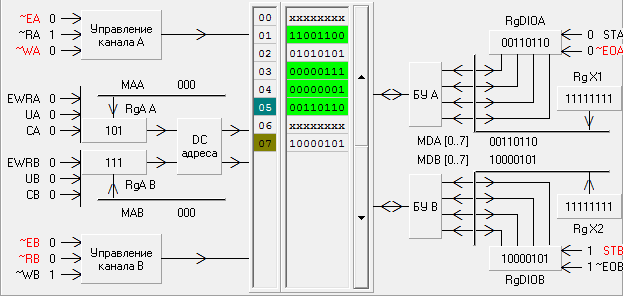 ~EA 0
~RA 1
~WA 0
Управление
канала A
MAA 000
EWRA 0
UA 0
CA 0
RgA A
101
DC
адреса
EWRB 0
UB 0
CB 0
111
RgA B
MAB 000
~EB 0
~RB 0
~WB 1
Управление
канала B
00 xxxxxxxx
01 11001100
02 01010101
03 00000111
04 00000001
05 00110110
06 xxxxxxxx
07 10000101
RgDIOA
00110110
0 STA
0 ~EOA
БУ A
Rg X1
11111111
MDA [0..7] 00110110
MDB [0..7] 10000101
БУ B
11111111
Rg X2
10000101
RgDIOB
1 STB
1 ~EOB